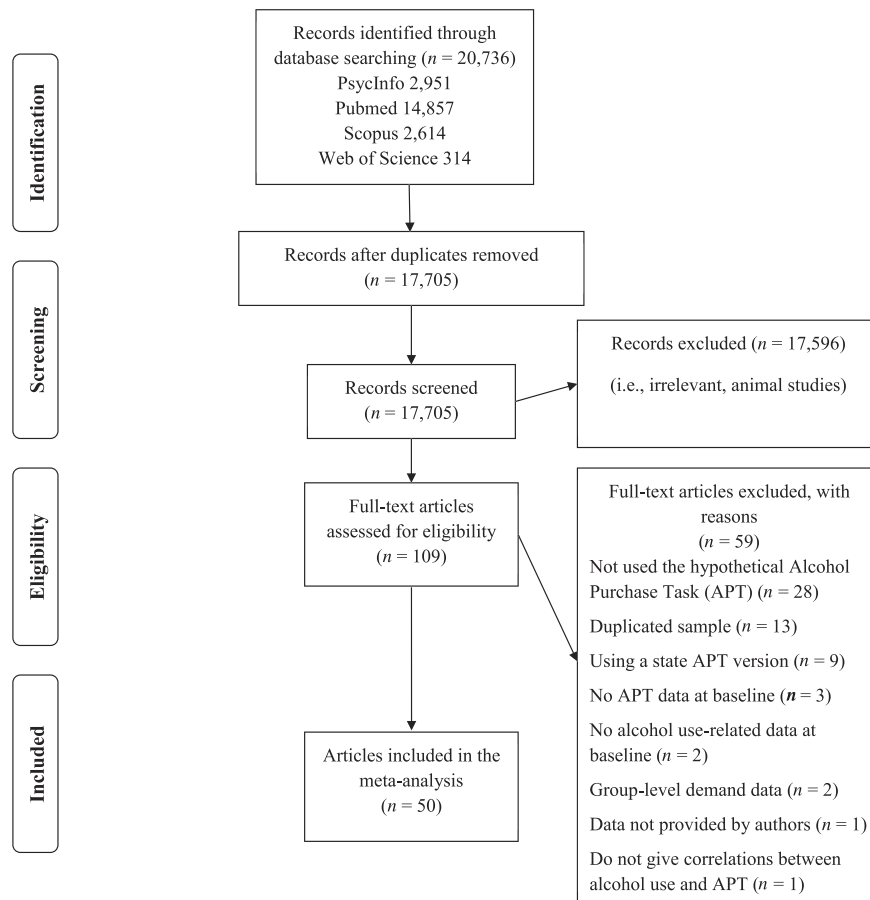 Identification
Records identified through
database searching (n = 20,736)
PsycInfo 2,951
Pubmed 14,857
Scopus 2,614
Web of Science 314
Records after duplicates removed
(n = 17,705)
Screening
Records screened
(n = 17,705)
Records excluded (n = 17,596)
(i.e., irrelevant, animal studies)
Eligibility
Full-text articles
assessed for eligibility
(n = 109)
Full-text articles excluded, with
reasons
(n = 59)
Not used the hypothetical Alcohol
Purchase Task (APT) (n = 28)
Duplicated sample (n = 13)
Using a state APT version (n = 9)
No APT data at baseline (n = 3)
No alcohol use-related data at
baseline (n = 2)
Group-level demand data (n = 2)
Data not provided by authors (n = 1)
Do not give correlations between
alcohol use and APT (n = 1)
Included
Articles included in the
meta-analysis
(n = 50)